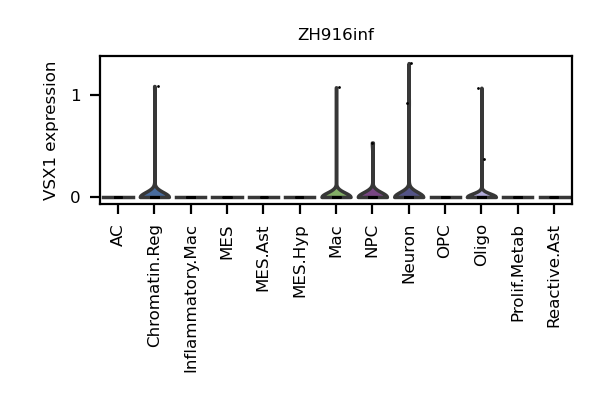 ZH916inf
VSX1 expression
1
0
AC
Chromatin.Reg
Inflammatory.Mac
MES
MES.Ast
MES.Hyp
Mac
NPC
Neuron
OPC
Oligo
Prolif.Metab
Reactive.Ast